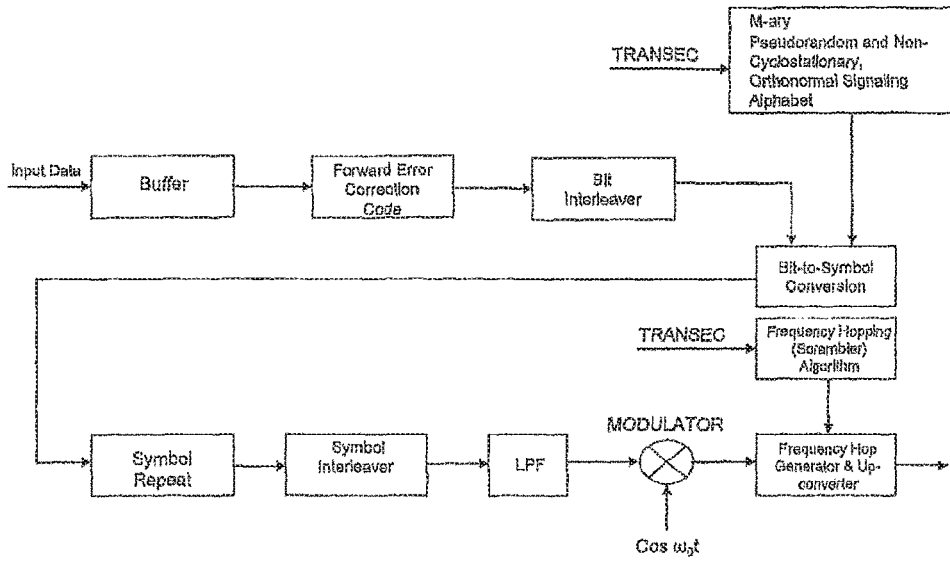 M-ary
Pseudorandom and Non-
Cyclostationary,
Orthonormal Signaling
Alphabet
TRANSEC
Input Data
Buffer
Forward Error
Correction
Code
Bit
Interleaver
Bit-to-Symbol
Conversion
TRANSEC
Frequency Hopping
(Scrambler)
Algorithm
MODULATOR
Symbol
Repeat
Symbol
Interleaver
LPF
Frequency Hop
Generator & Up-
converter
Cos ω₀t